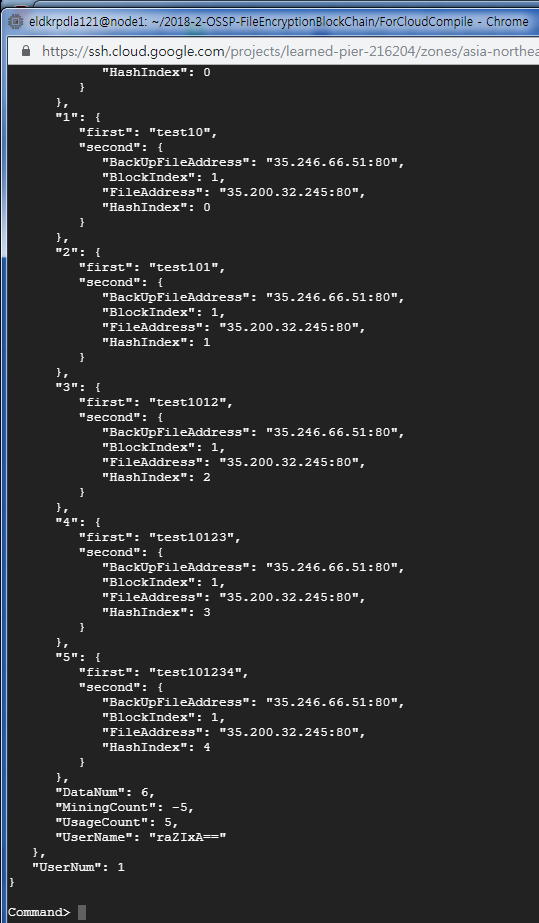 eldkrpdla121@node1: ~/2018-2-OSSP-FileEncryptionBlockChain/ForCloudCompile - Chrome
https://ssh.cloud.google.com/projects/learned-pier-216204/zones/asia-northea
"HashIndex": 0
}
},
"1": {
"first": "test10",
"second": {
"BackUpFileAddress": "35.246.66.51:80",
"BlockIndex": 1,
"FileAddress": "35.200.32.245:80",
"HashIndex": 0
}
},
"2": {
"first": "test101",
"second": {
"BackUpFileAddress": "35.246.66.51:80",
"BlockIndex": 1,
"FileAddress": "35.200.32.245:80",
"HashIndex": 1
}
},
"3": {
"first": "test1012",
"second": {
"BackUpFileAddress": "35.246.66.51:80",
"BlockIndex": 1,
"FileAddress": "35.200.32.245:80",
"HashIndex": 2
}
},
"4": {
"first": "test10123",
"second": {
"BackUpFileAddress": "35.246.66.51:80",
"BlockIndex": 1,
"FileAddress": "35.200.32.245:80",
"HashIndex": 3
}
},
"5": {
"first": "test101234",
"second": {
"BackUpFileAddress": "35.246.66.51:80",
"BlockIndex": 1,
"FileAddress": "35.200.32.245:80",
"HashIndex": 4
}
},
"DataNum": 6,
"MiningCount": -5,
"UsageCount": 5,
"UserName": "raZIxA=="
},
"UserNum": 1
}
Command>